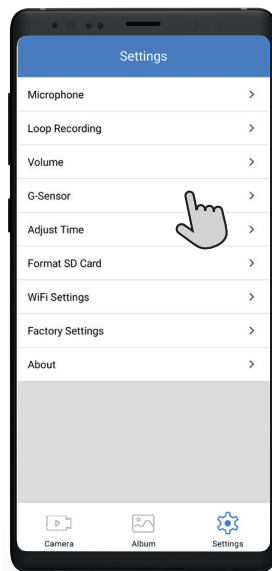 Settings
Microphone
Loop Recording
Volume
G-Sensor
Adjust Time
Format SD Card
WiFi Settings
Factory Settings
About
Camera Album Settings